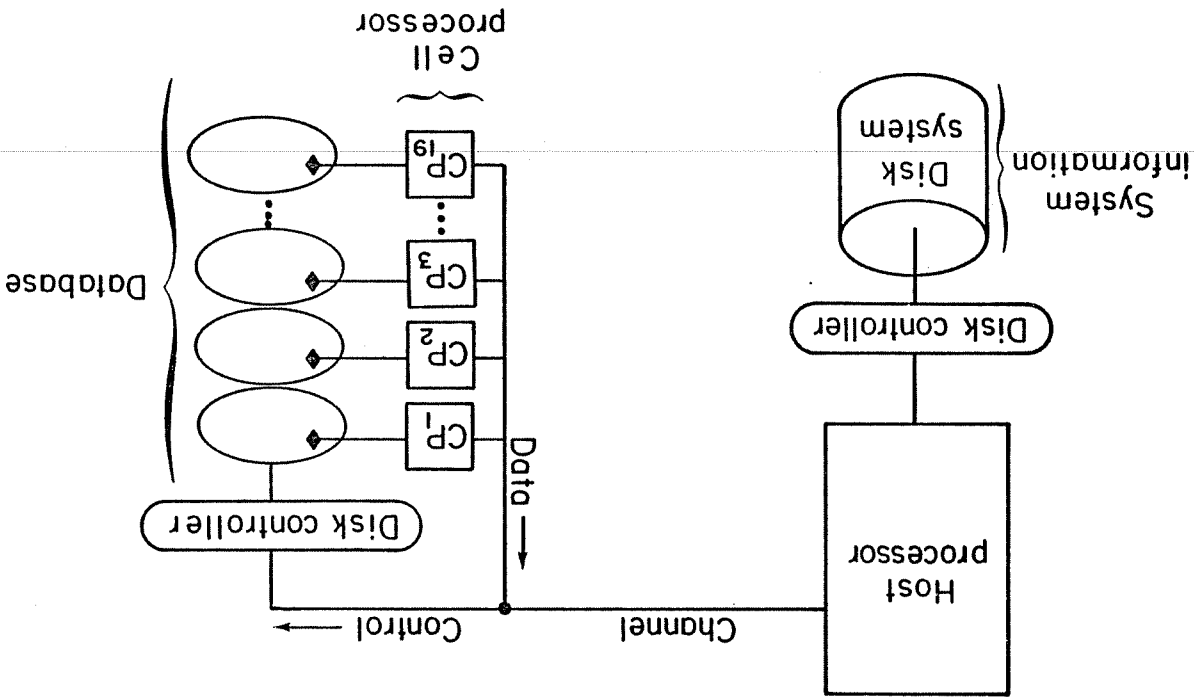 Channel
Control
Host
processor
Data
Disk controller
CP1
CP2
CP3
CP19
Database
Cell
processor
Disk controller
System
information
Disk
system